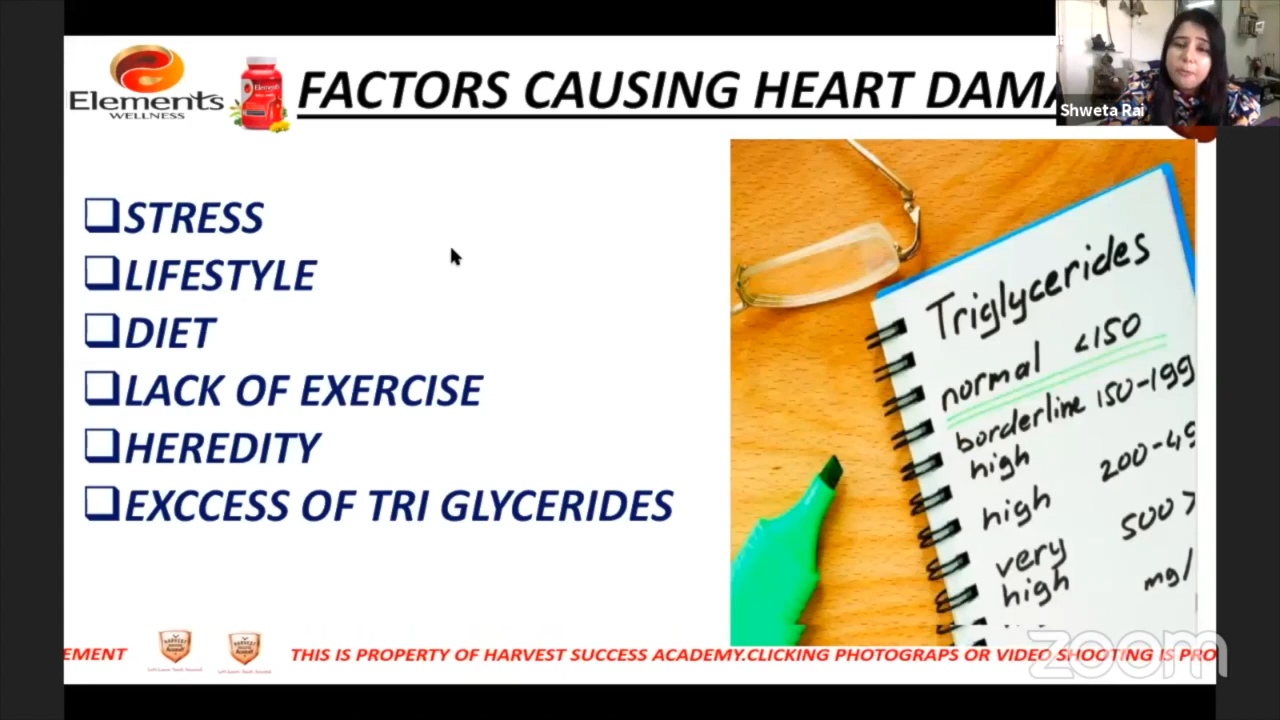 Elements
WELLNESS
Elements
FACTORS CAUSING HEART DAMA
Shweta Rai
STRESS
LIFESTYLE
DIET
LACK OF EXERCISE
HEREDITY
EXCCESS OF TRI GLYCERIDES
Triglycerides
normal <150
borderline 150-199
high
high 200-49
very 500>
high
mg/
EMENT
THIS IS PROPERTY OF HARVEST SUCCESS ACADEMY.CLICKING PHOTOGRAPS OR VIDEO SHOOTING IS PRO
zoom